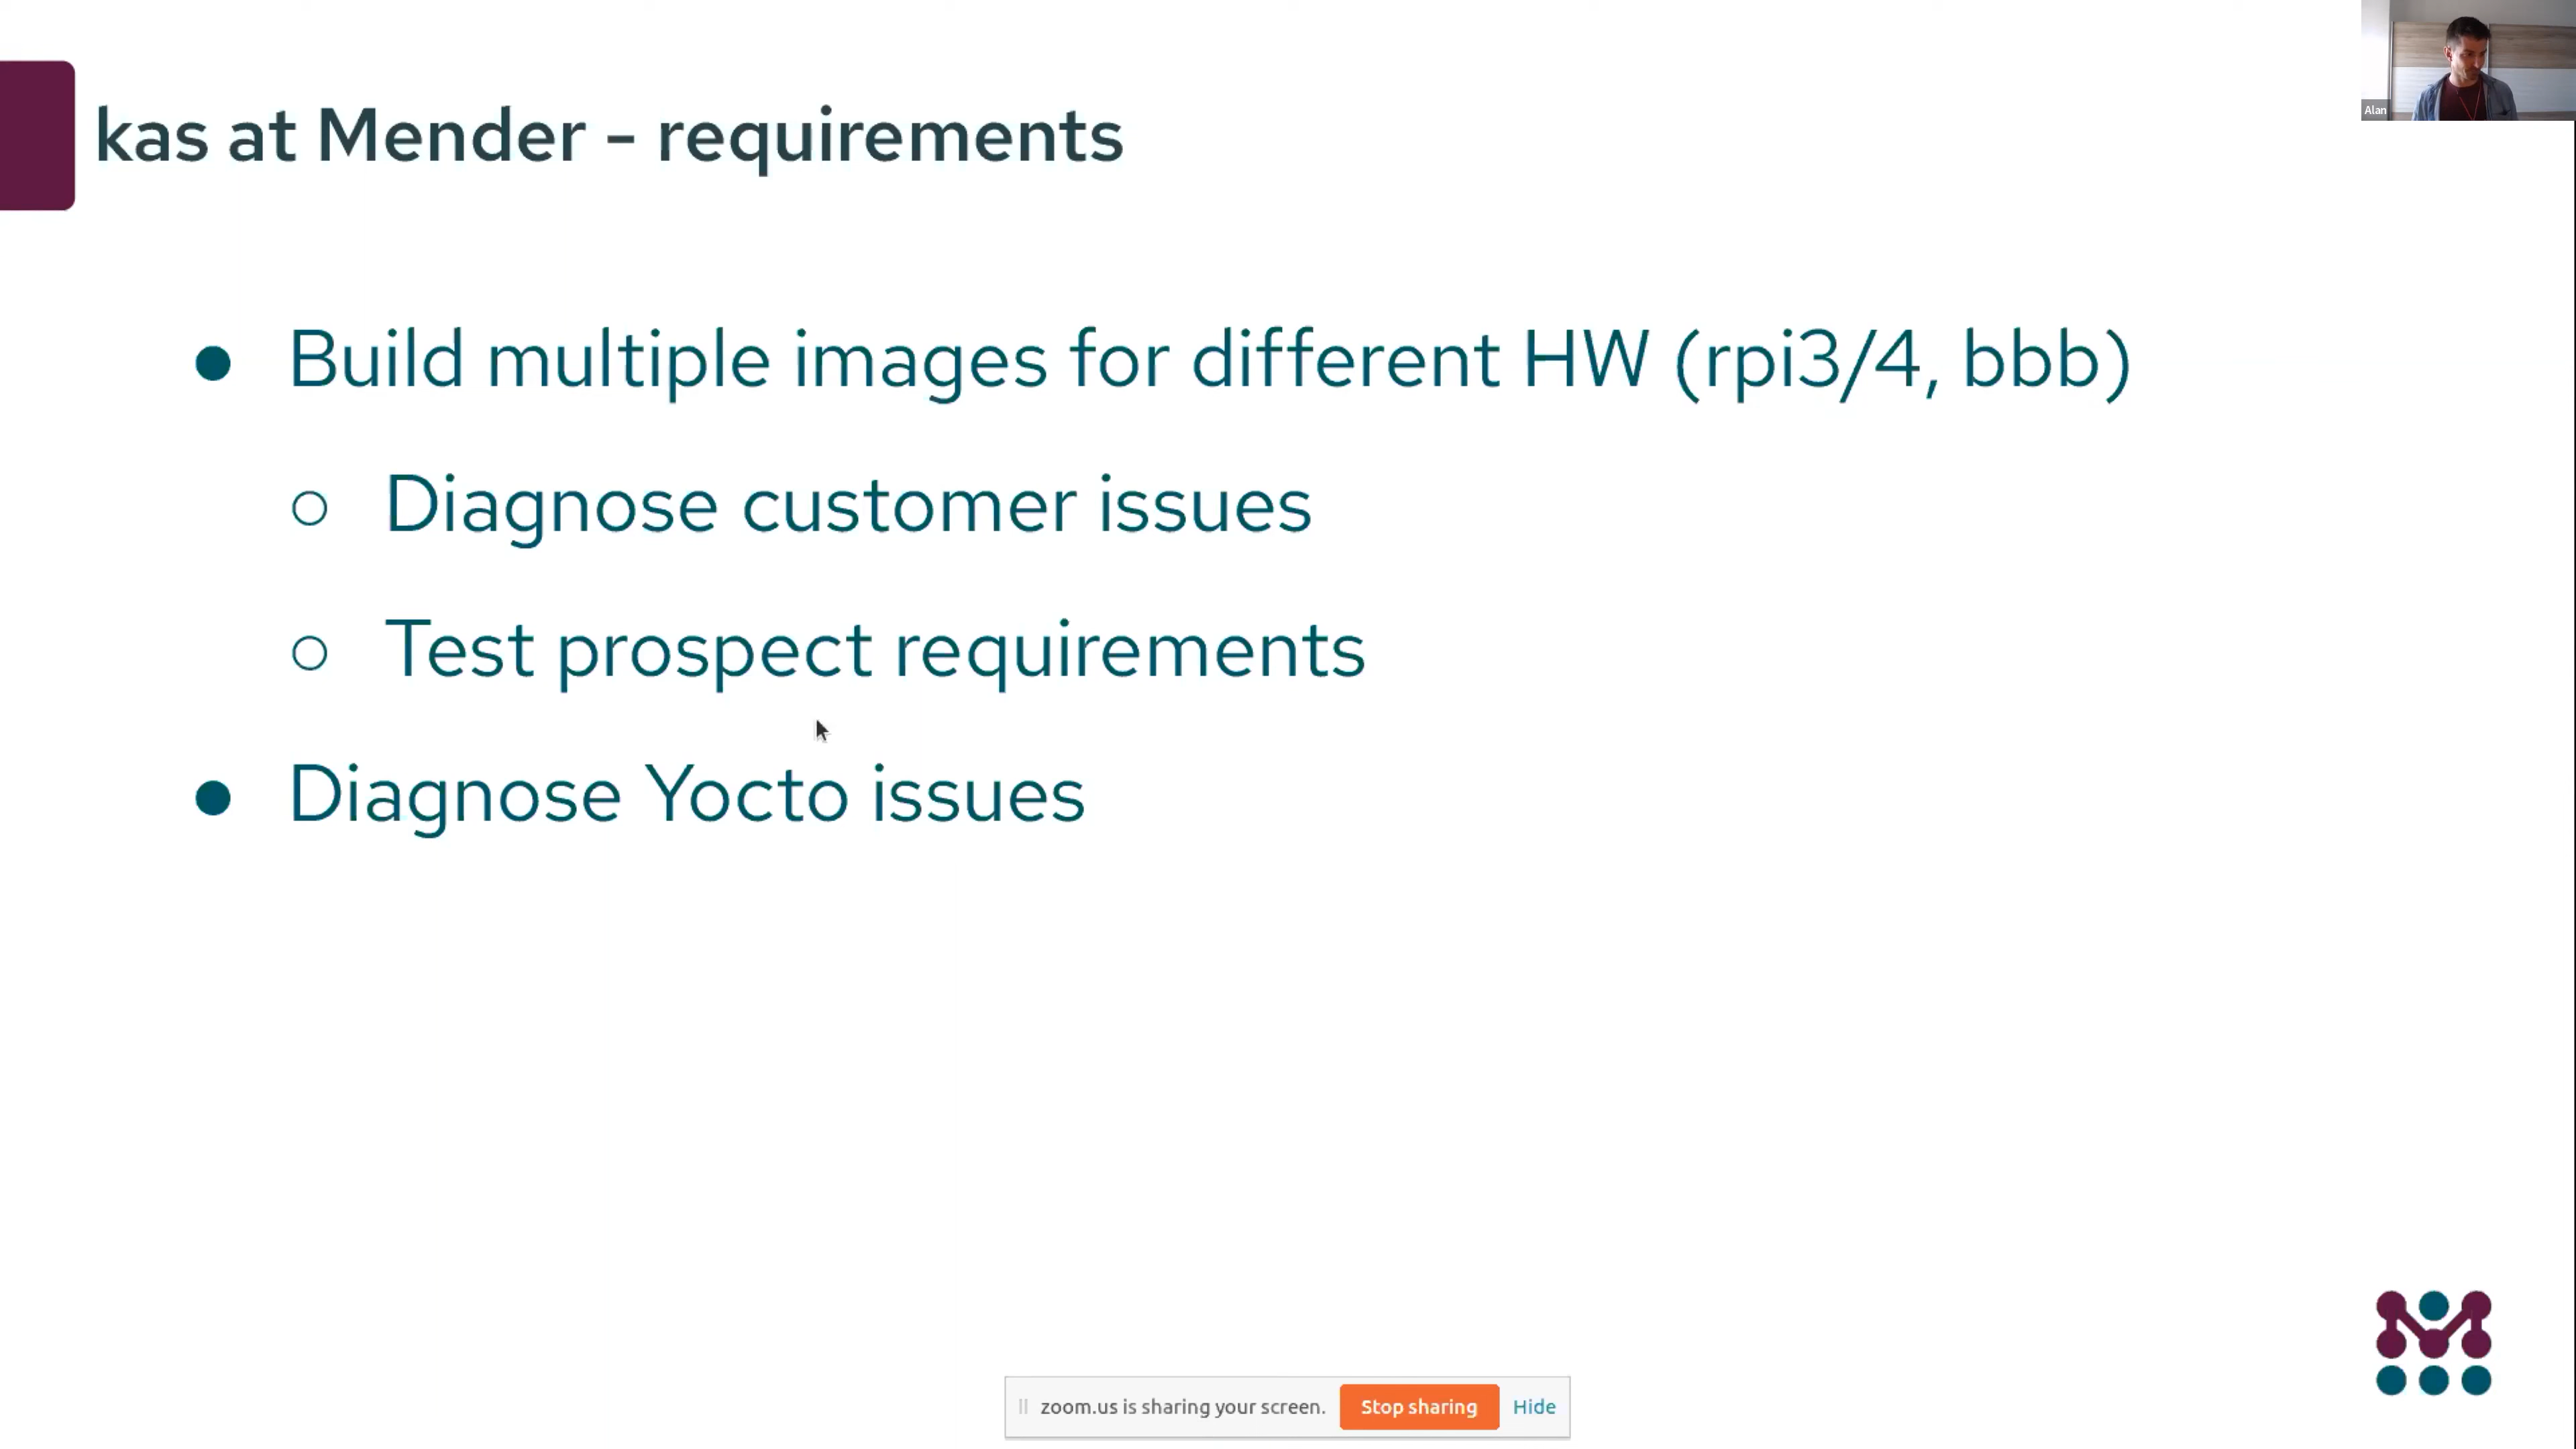 kas at Mender - requirements
Alan
● Build multiple images for different HW (rpi3/4, bbb)
○ Diagnose customer issues
○ Test prospect requirements
● Diagnose Yocto issues
zoom.us is sharing your screen. Stop sharing Hide